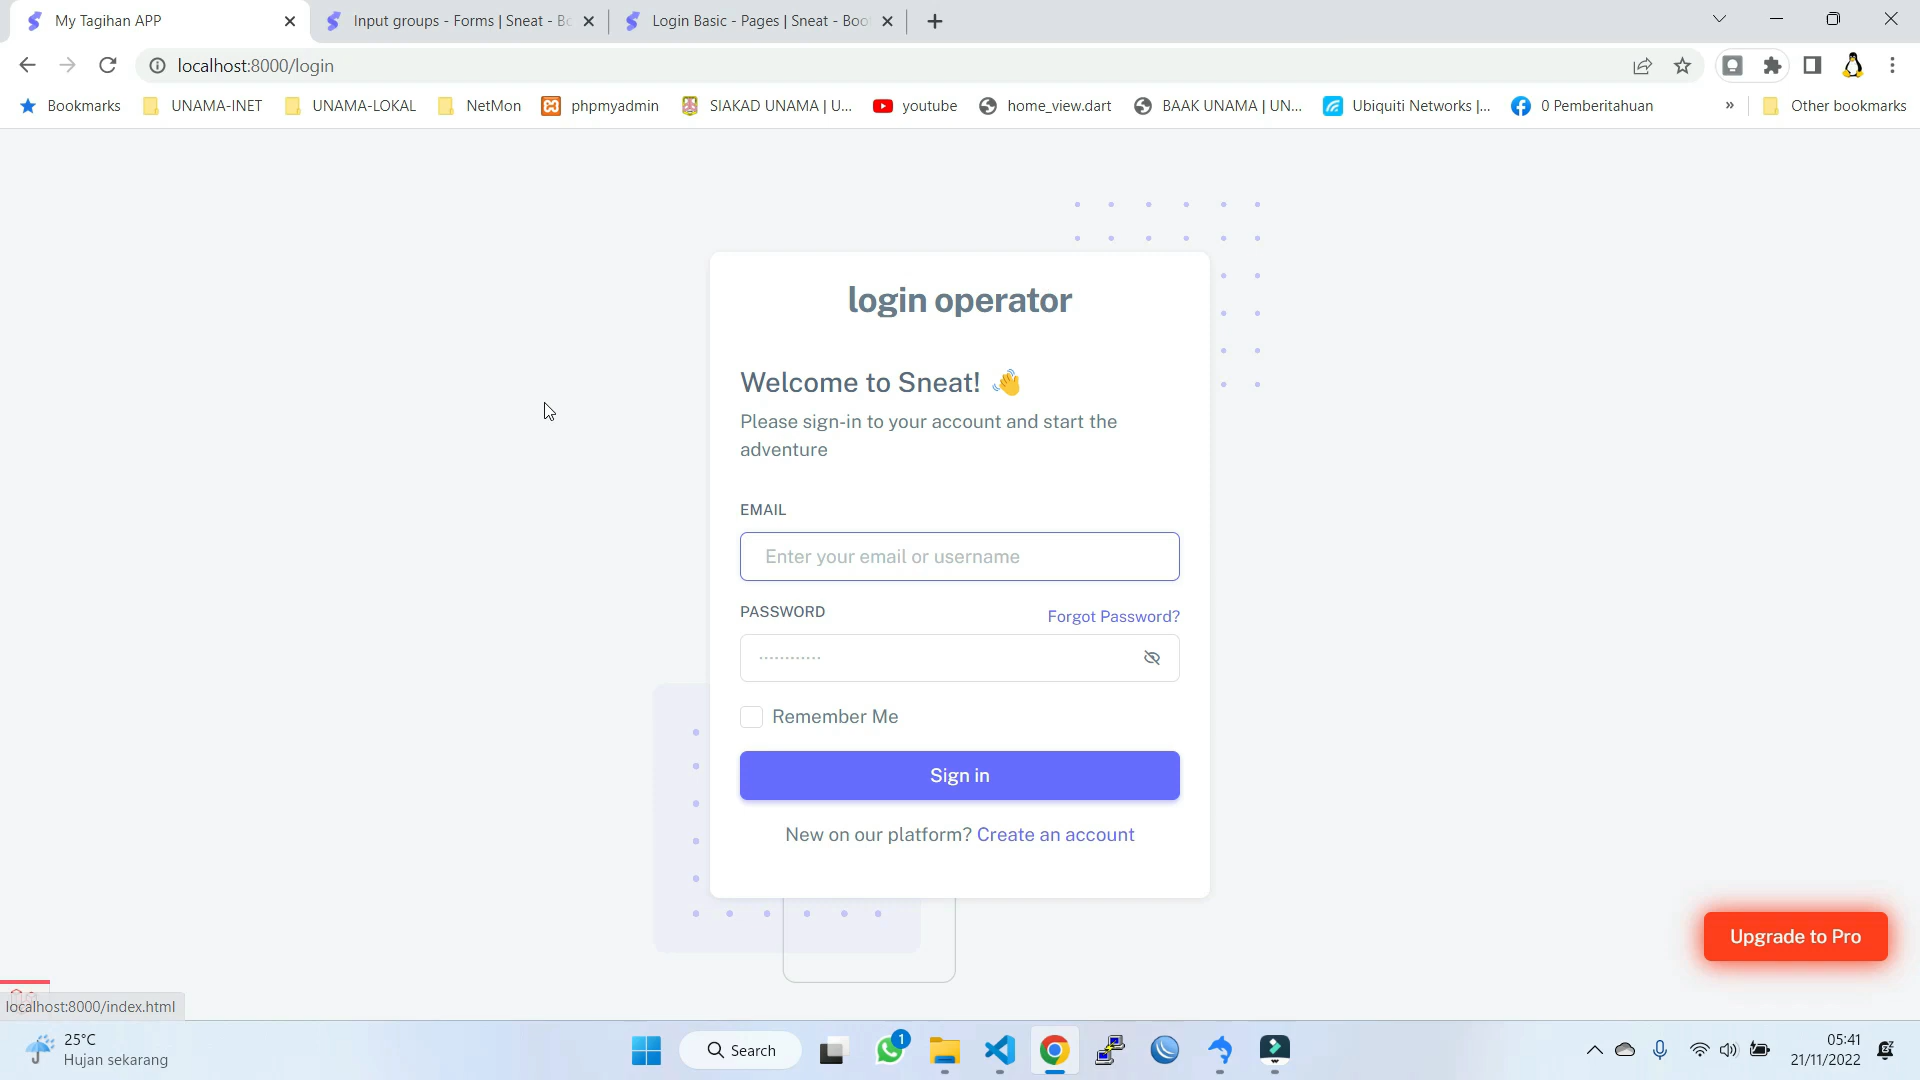 My Tagihan APP
Input groups - Forms | Sneat - Bo
Login Basic - Pages | Sneat - Boo
localhost:8000/login
Bookmarks
UNAMA-INET
UNAMA-LOKAL
NetMon
phpmyadmin
SIAKAD UNAMA | U...
youtube
home_view.dart
BAAK UNAMA | UN...
Ubiquiti Networks |...
0 Pemberitahuan
»
Other bookmarks
login operator
Welcome to Sneat! 👋
Please sign-in to your account and start the
adventure
EMAIL
Enter your email or username
PASSWORD
Forgot Password?
············
Remember Me
Sign in
New on our platform? Create an account
Upgrade to Pro
localhost:8000/index.html
25°C
Hujan sekarang
Search
1
05:41
21/11/2022